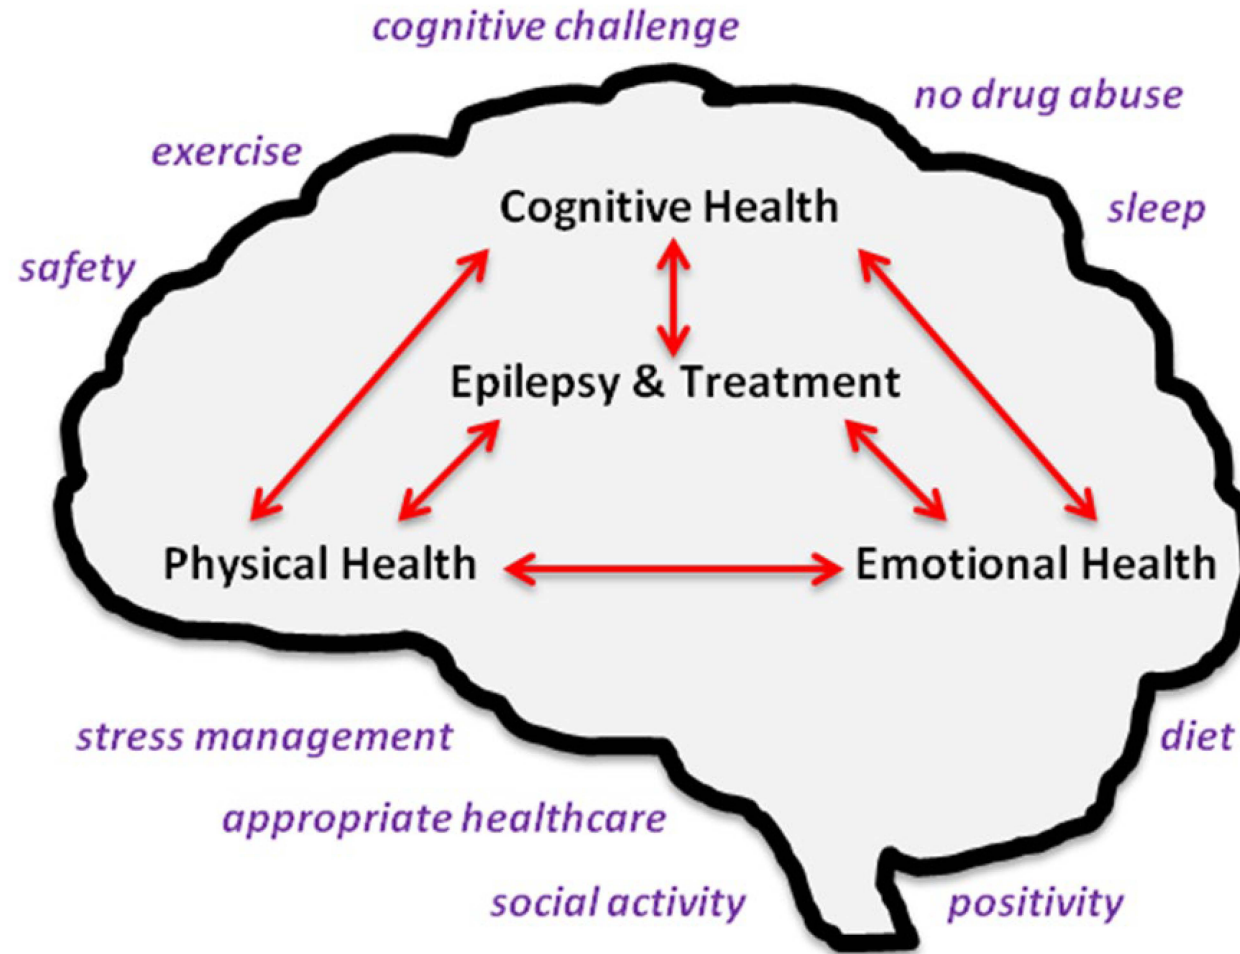 cognitive challenge
no drug abuse
exercise
Cognitive Health
sleep
safety
Epilepsy & Treatment
Physical Health
Emotional Health
stress management
diet
appropriate healthcare
social activity
positivity